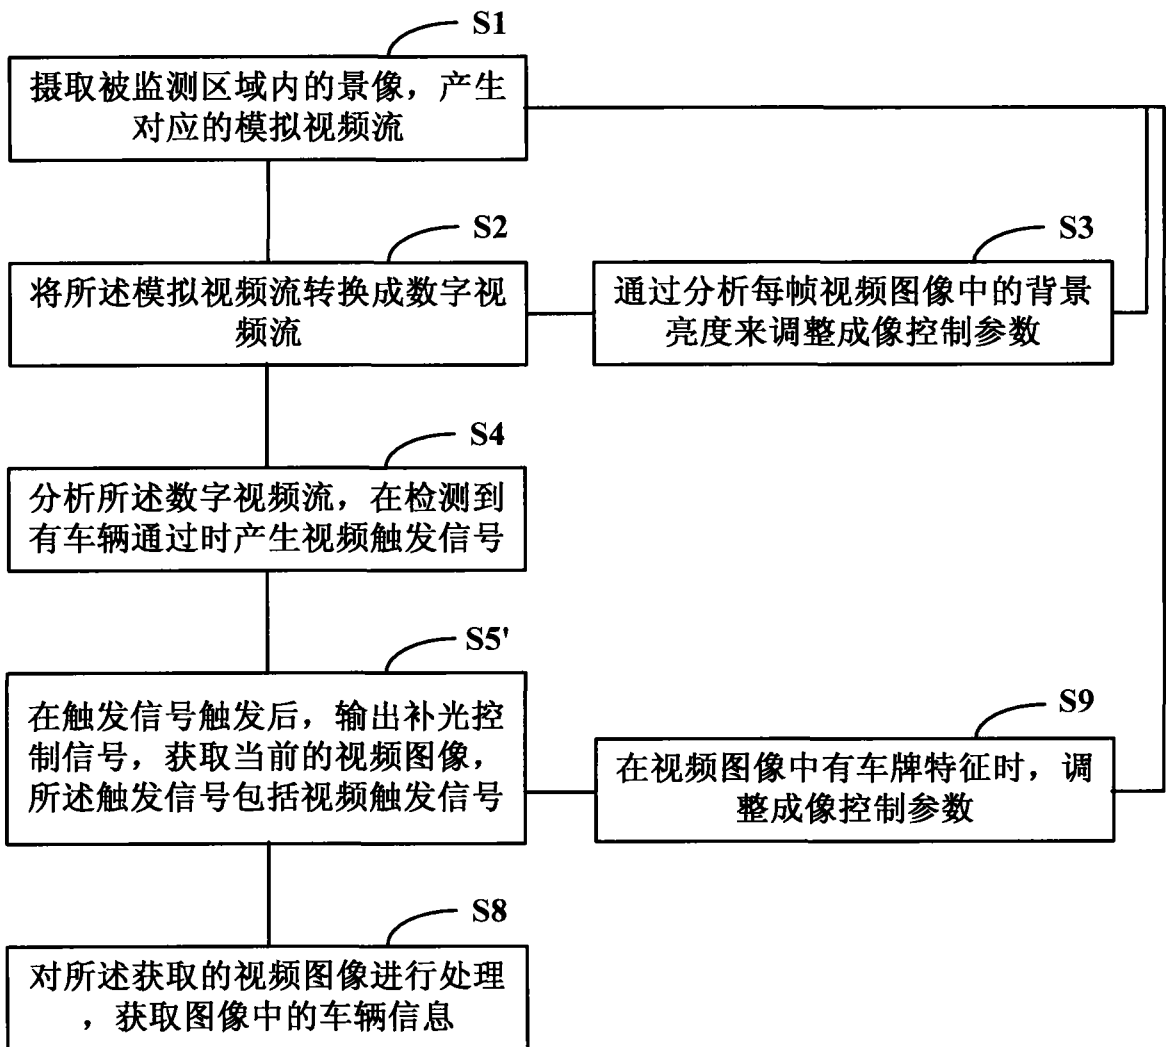 S1
摄取被监测区域内的景像，产生
对应的模拟视频流
S2
将所述模拟视频流转换成数字视
频流
S3
通过分析每帧视频图像中的背景
亮度来调整成像控制参数
S4
分析所述数字视频流，在检测到
有车辆通过时产生视频触发信号
S5'
在触发信号触发后，输出补光控
制信号，获取当前的视频图像，
所述触发信号包括视频触发信号
S9
在视频图像中有车牌特征时，调
整成像控制参数
S8
对所述获取的视频图像进行处理
，获取图像中的车辆信息